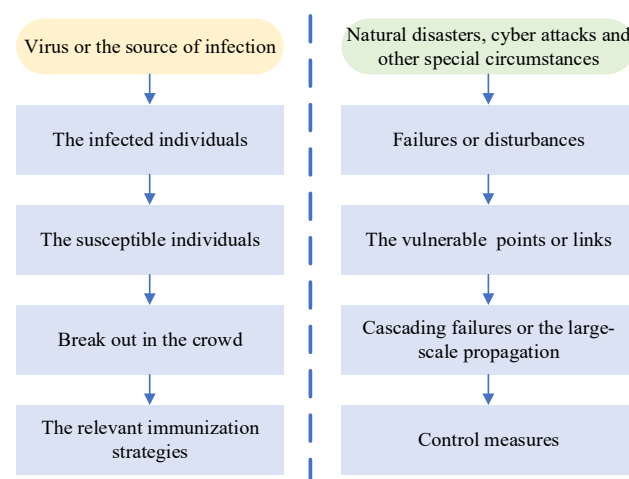 Virus or the source of infection
The infected individuals
The susceptible individuals
Break out in the crowd
The relevant immunization
strategies
Natural disasters, cyber attacks and
other special circumstances
Failures or disturbances
The vulnerable points or links
Cascading failures or the large-
scale propagation
Control measures